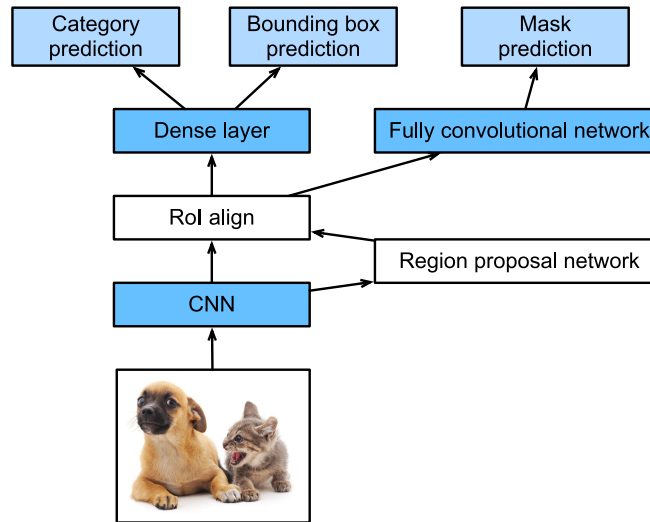 Category
prediction
Bounding box
prediction
Mask
prediction
Dense layer
Fully convolutional network
RoI align
Region proposal network
CNN